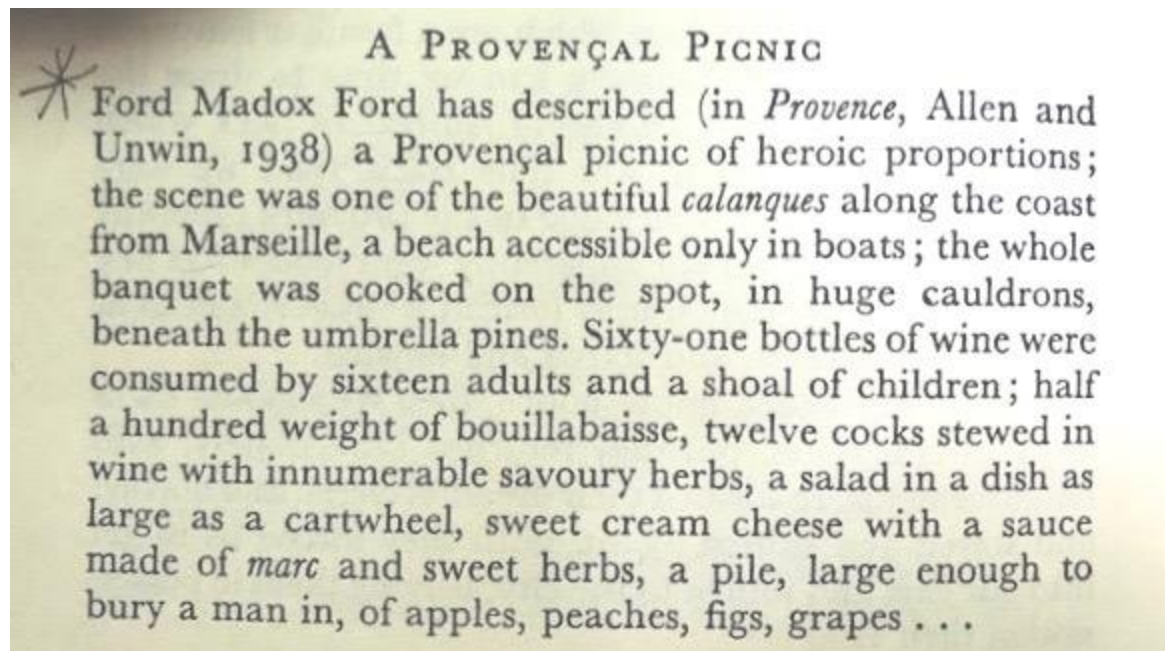 A PROVENÇAL PICNIC
Ford Madox Ford has described (in Provence, Allen and
Unwin, 1938) a Provençal picnic of heroic proportions;
the scene was one of the beautiful calanques along the coast
from Marseille, a beach accessible only in boats; the whole
banquet was cooked on the spot, in huge cauldrons,
beneath the umbrella pines. Sixty-one bottles of wine were
consumed by sixteen adults and a shoal of children; half
a hundred weight of bouillabaisse, twelve cocks stewed in
wine with innumerable savoury herbs, a salad in a dish as
large as a cartwheel, sweet cream cheese with a sauce
made of marc and sweet herbs, a pile, large enough to
bury a man in, of apples, peaches, figs, grapes . . .